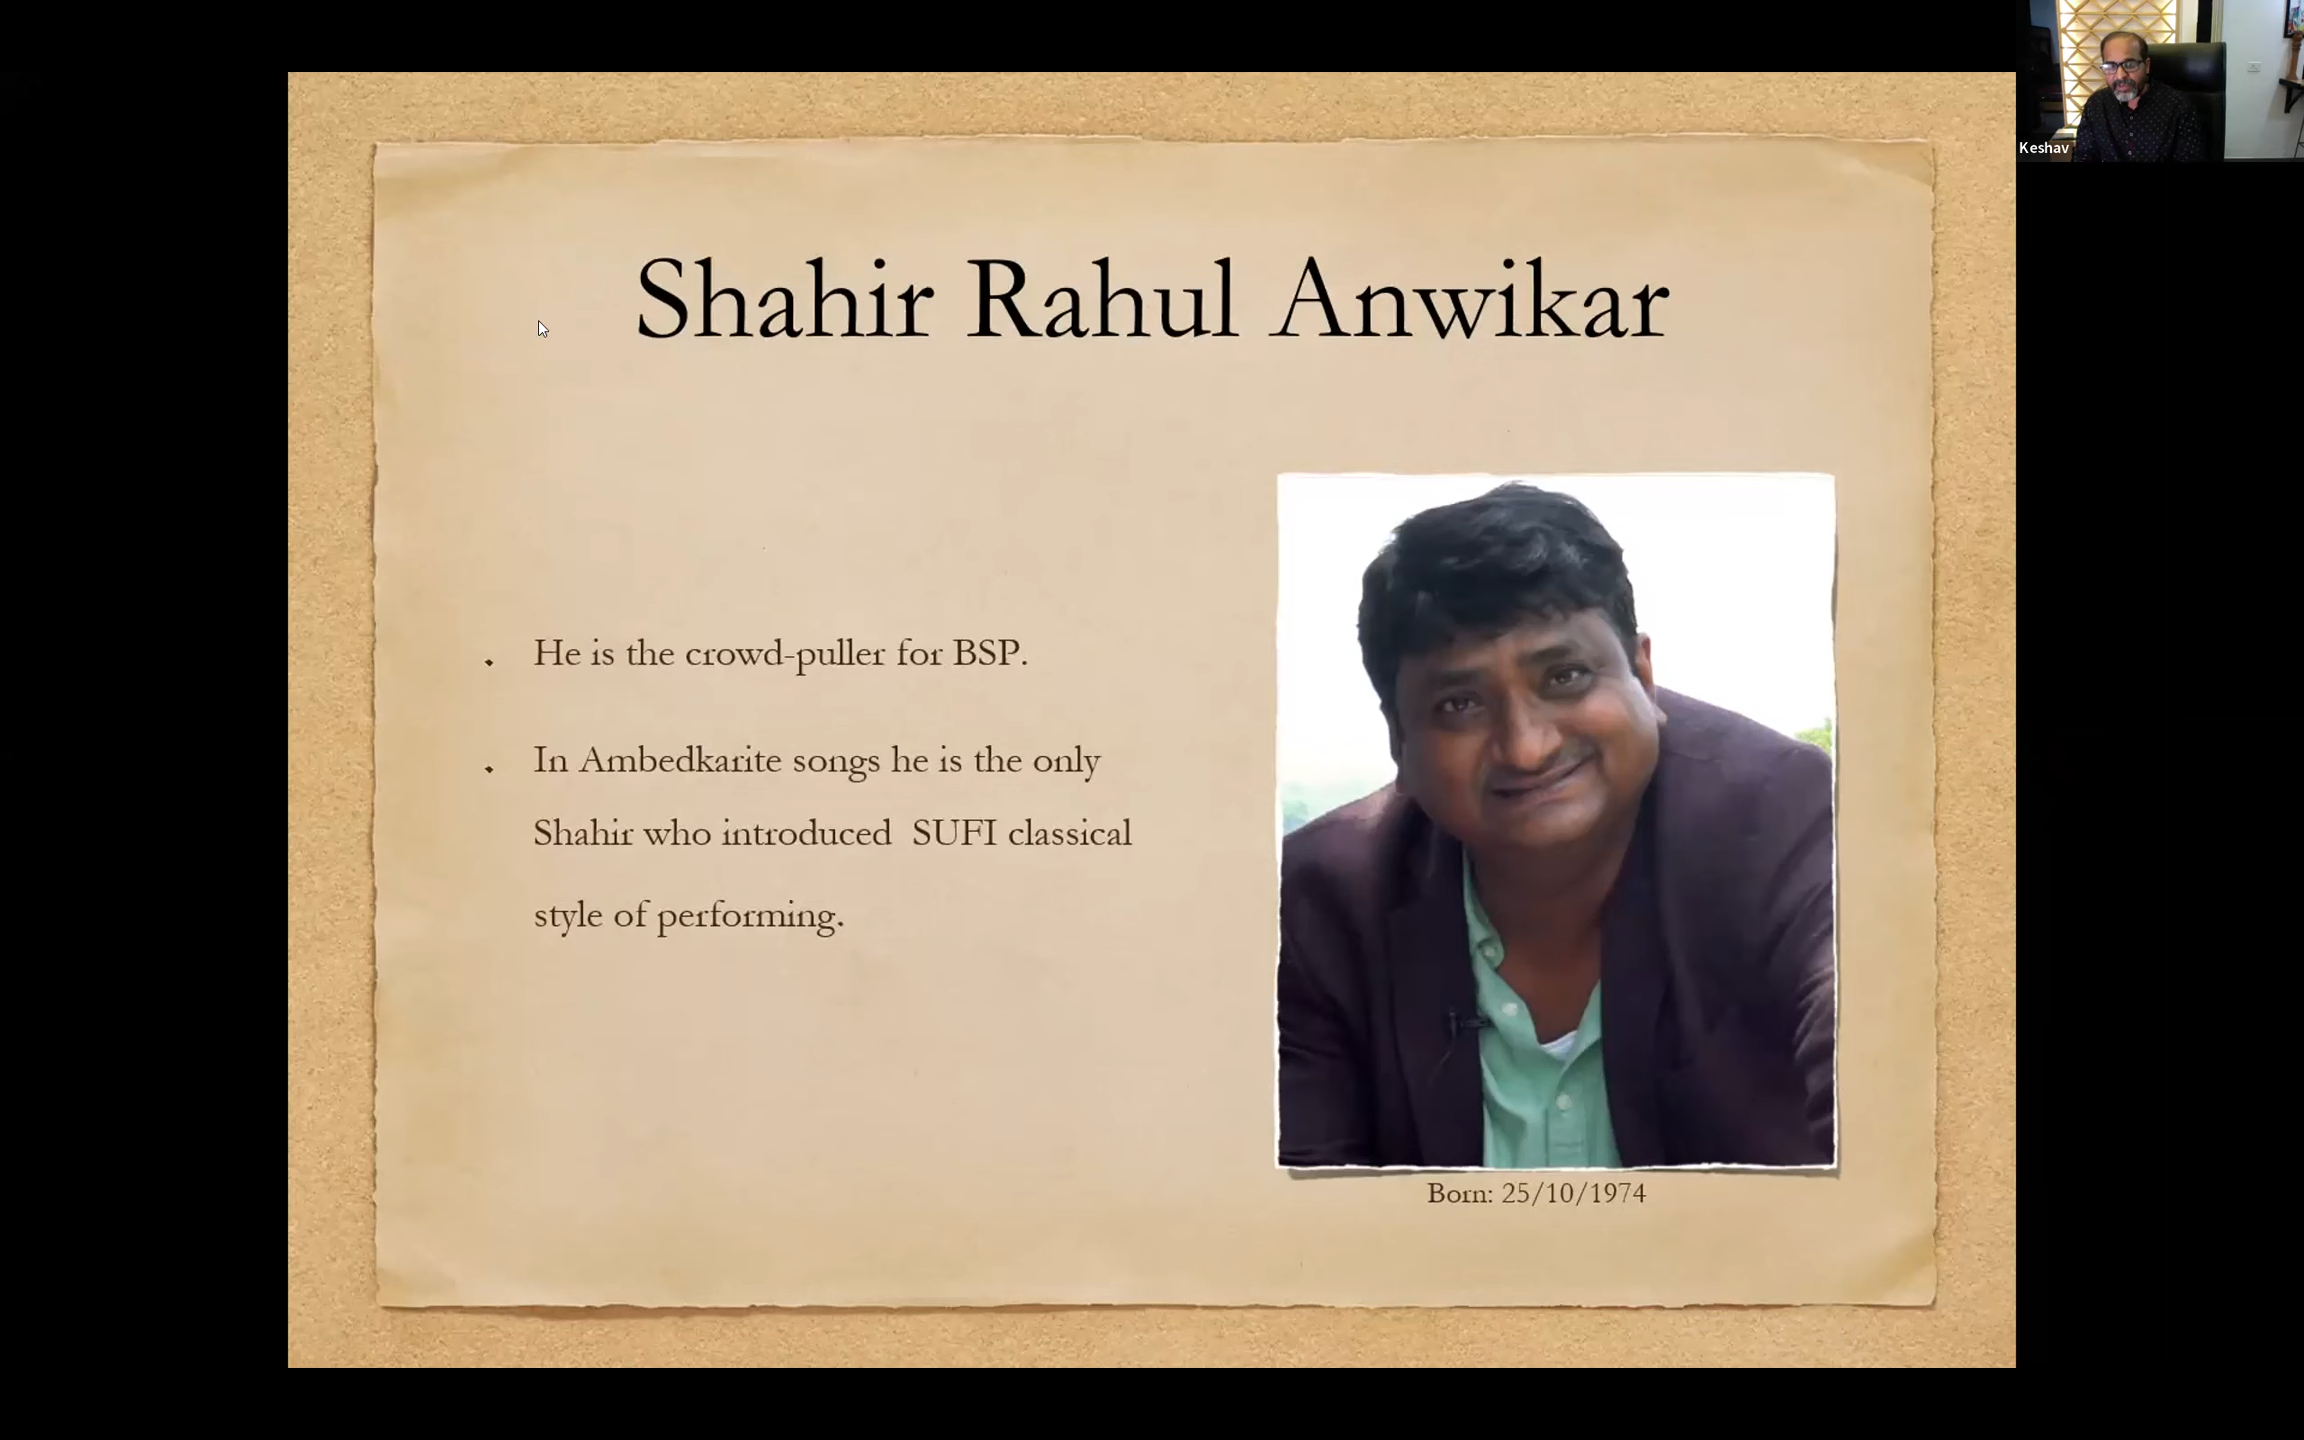 Keshav
Shahir Rahul Anwikar
He is the crowd-puller for BSP.
In Ambedkarite songs he is the only
Shahir who introduced SUFI classical
style of performing.
Born: 25/10/1974